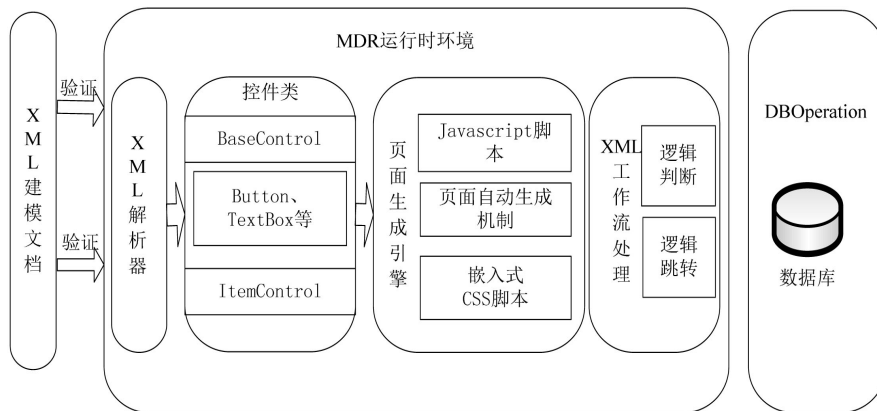 MDR运行时环境
XML建模文档
验证
验证
XML解析器
控件类
BaseControl
Button、
TextBox等
ItemControl
页面生成引擎
Javascript脚
本
页面自动生成
机制
嵌入式
CSS脚本
XML
工作流处理
逻辑
判断
逻辑
跳转
DBOperation
数据库